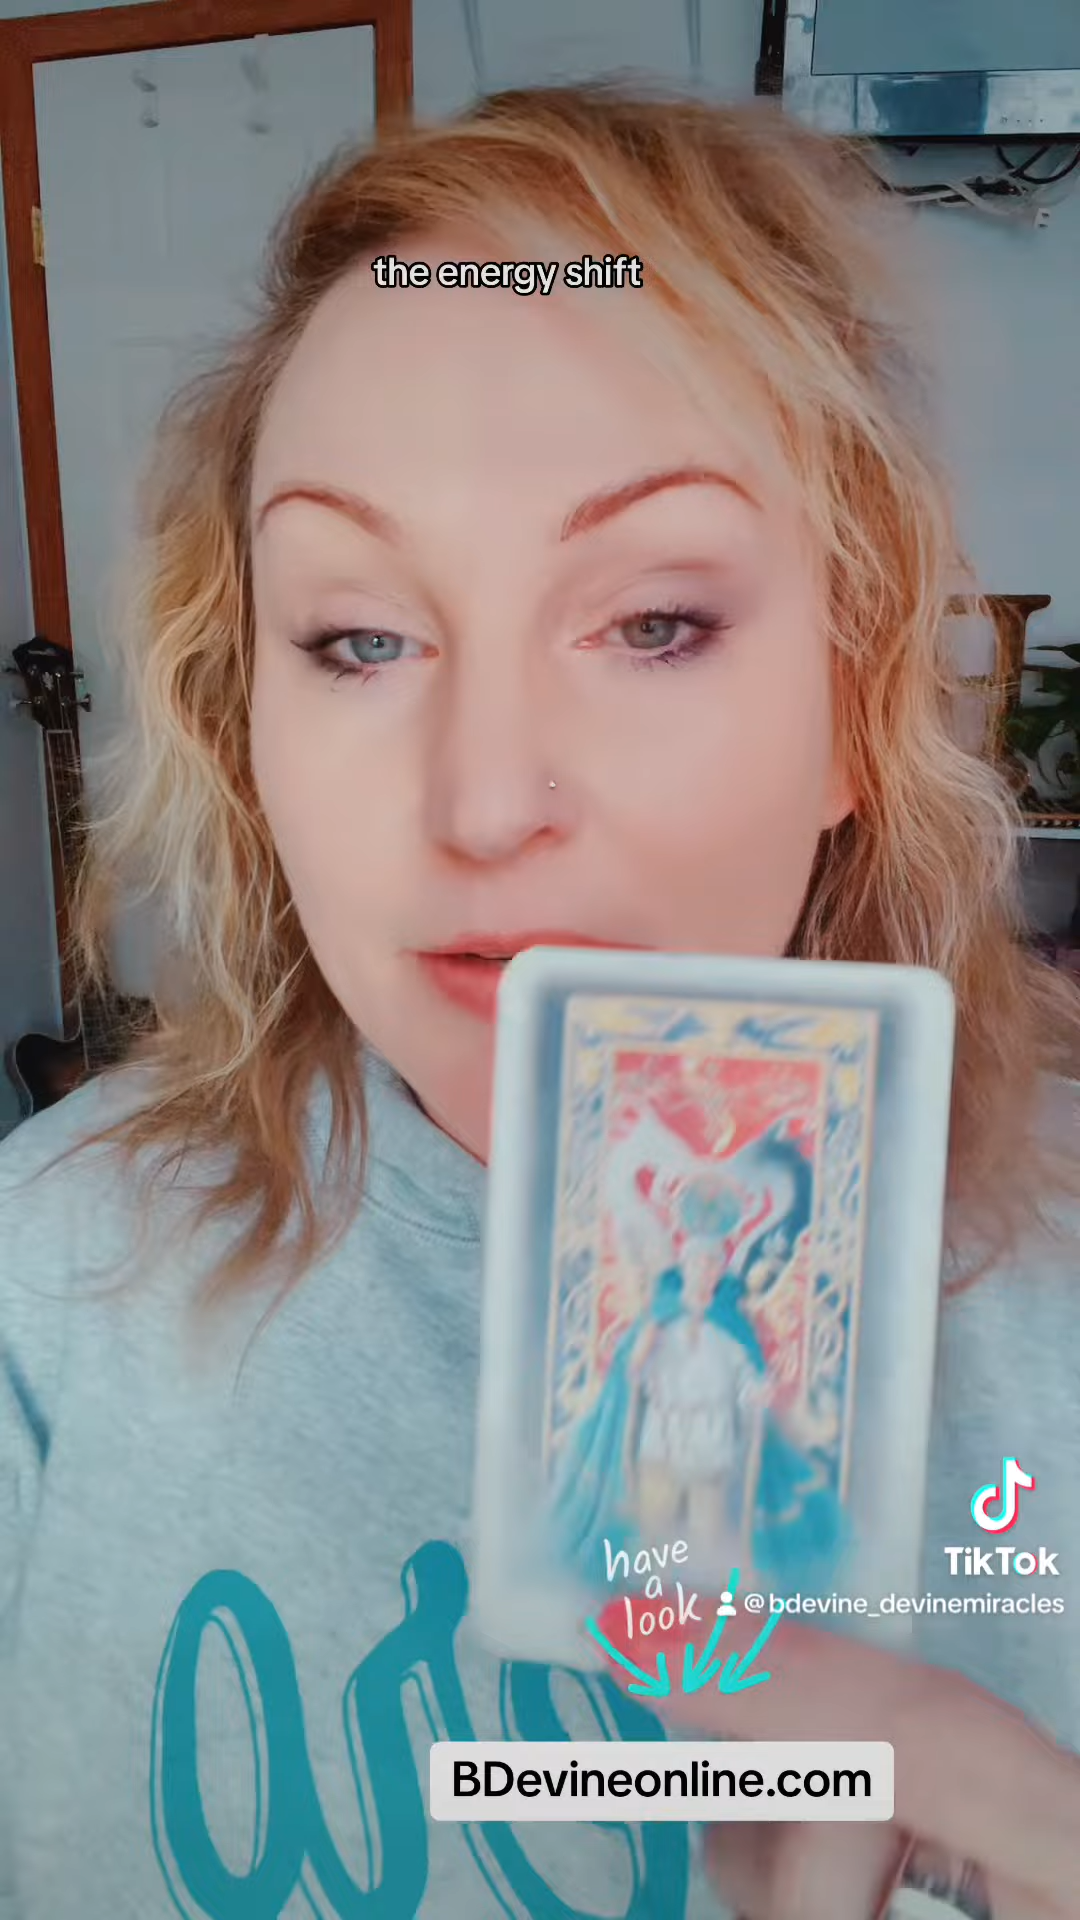 the energy shift
have
a
look
TikTok
@bdevine_devinemiracles
BDevineonline.com